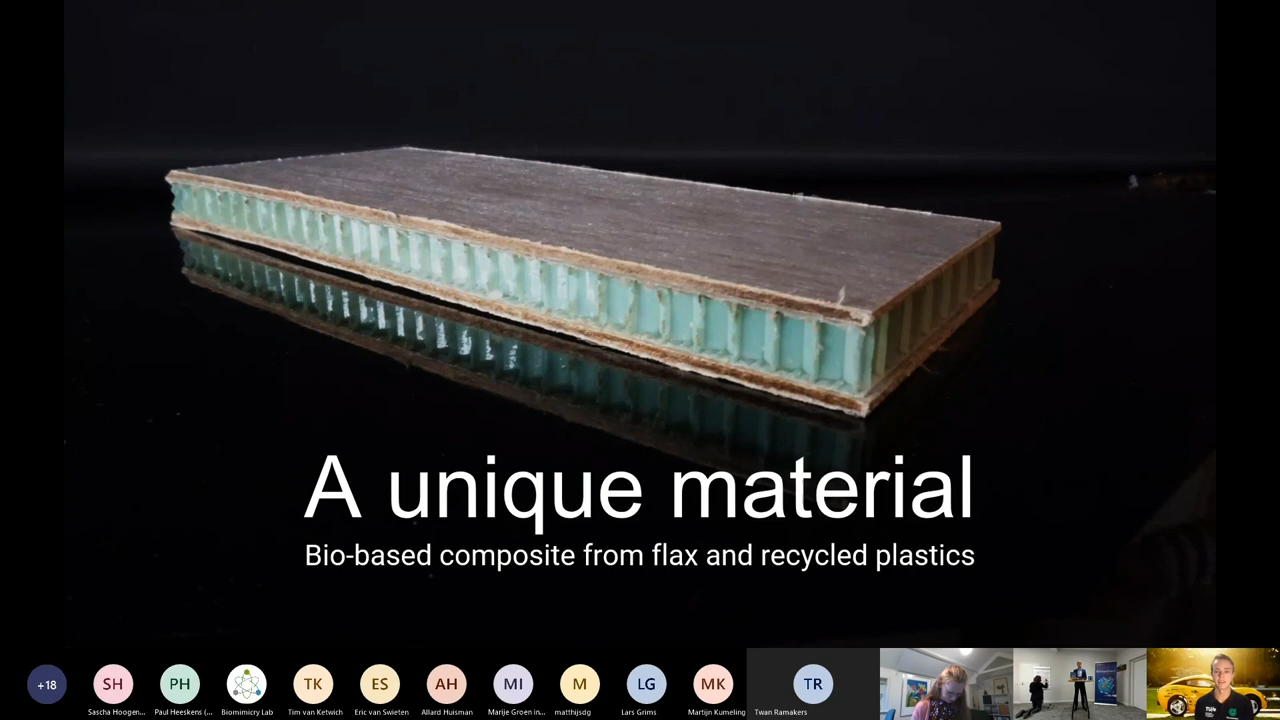 A unique material
Bio-based composite from flax and recycled plastics
+18
SH
PH
TK
ES
AH
MI
M
LG
MK
TR
Sascha Hoogen...
Paul Heeskens (...
Biomimicry Lab
Tim van Ketwich
Eric van Swieten
Allard Huisman
Marije Groen in...
matthijsdg
Lars Grims
Martijn Kumeling
Twan Ramakers